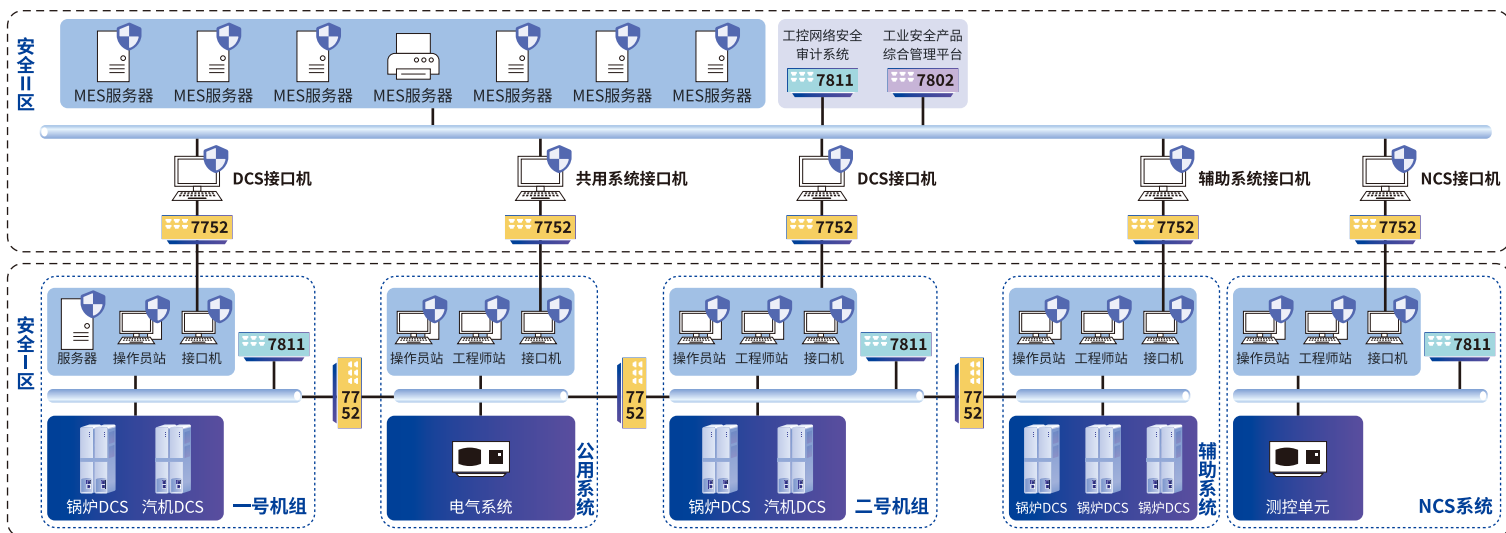 安全II区
MES服务器
MES服务器
MES服务器
MES服务器
MES服务器
MES服务器
MES服务器
工控网络安全
审计系统
7811
工业安全产品
综合管理平台
7802
DCS接口机
共用系统接口机
DCS接口机
辅助系统接口机
NCS接口机
7752
7752
7752
7752
7752
安全I区
服务器
操作员站
接口机
7811
锅炉DCS
汽机DCS
一号机组
77
52
操作员站
工程师站
接口机
电气系统
公用系统
77
52
操作员站
工程师站
接口机
7811
锅炉DCS
汽机DCS
二号机组
77
52
操作员站
工程师站
接口机
锅炉DCS
锅炉DCS
锅炉DCS
辅助系统
操作员站
工程师站
接口机
7811
测控单元
NCS系统